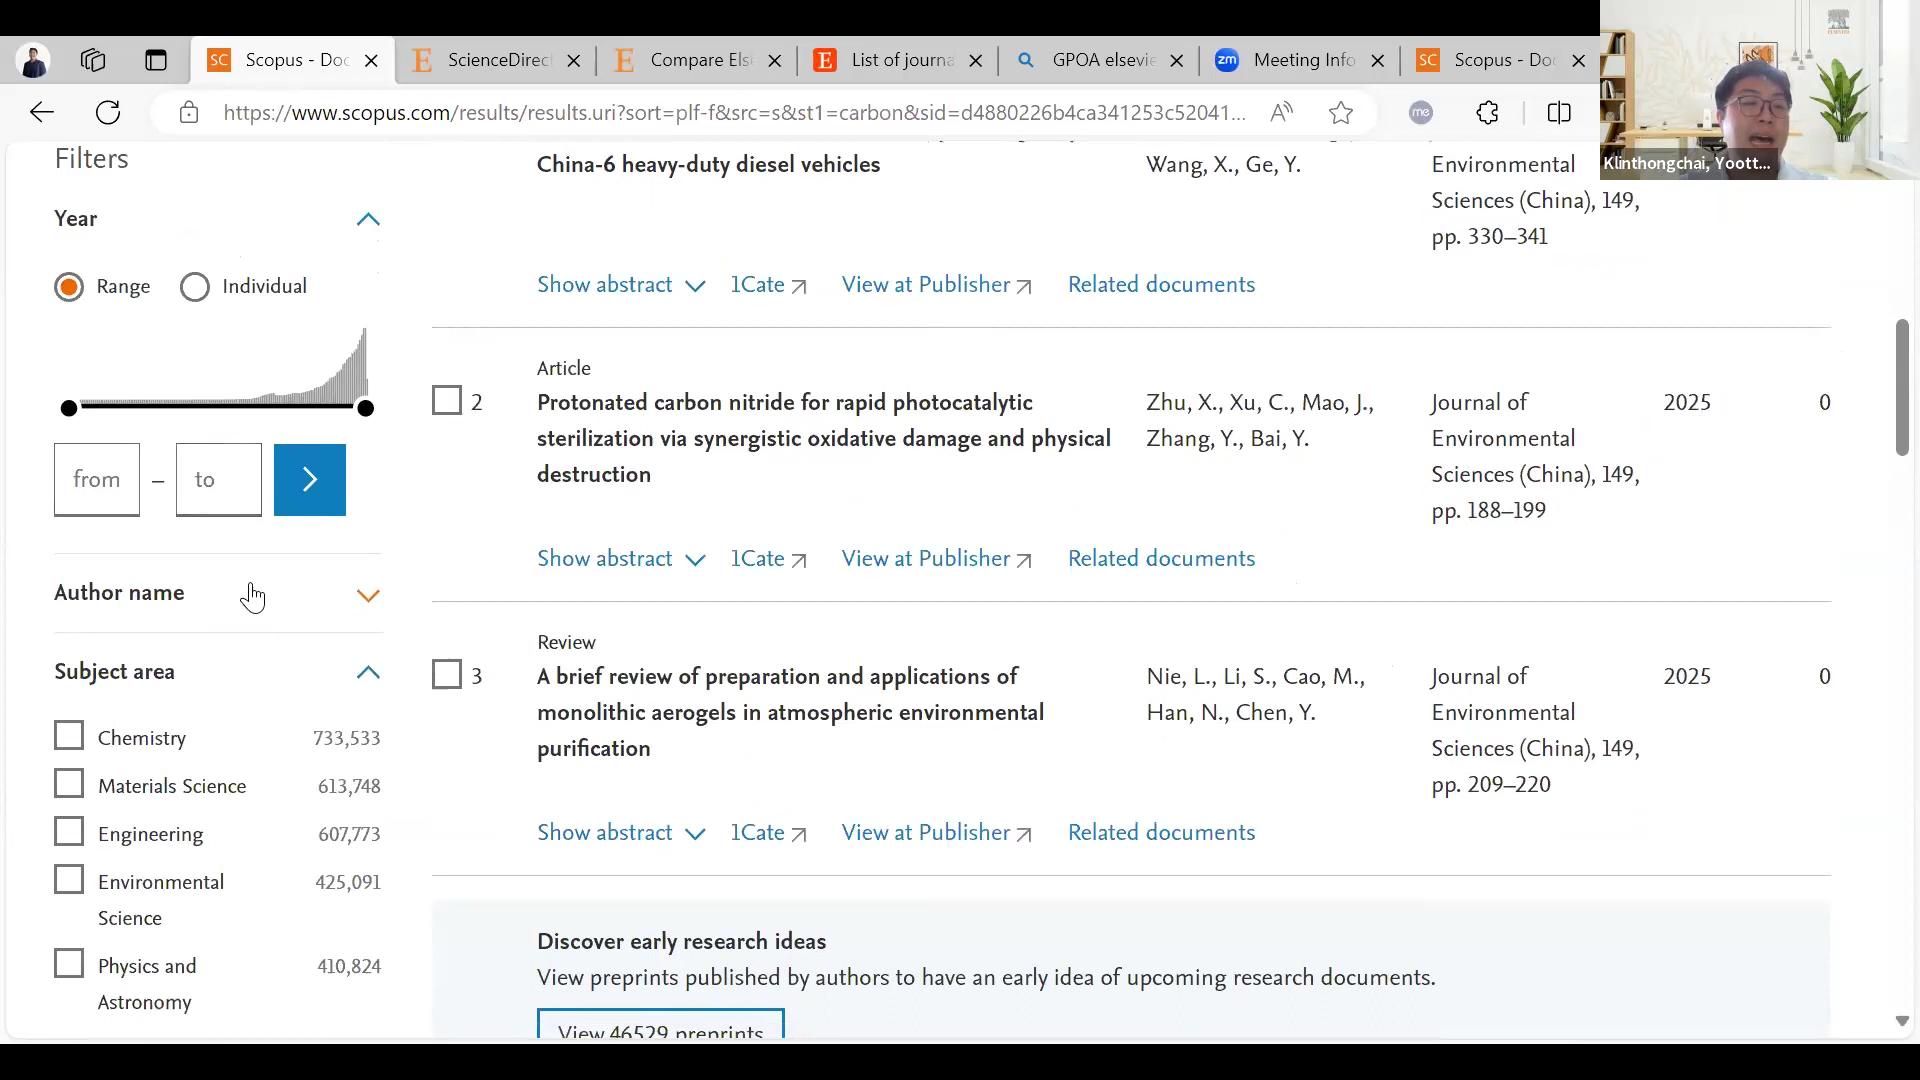 Scopus - Doc
ScienceDirect
Compare Els
List of journa
GPOA elsevie
Meeting Info
Scopus - Doc
https://www.scopus.com/results/results.uri?sort=plf-f&src=s&st1=carbon&sid=d4880226b4ca341253c52041...
Klinthongchai, Yoott...
Filters
Year
Range
Individual
from – to
Author name
Subject area
Chemistry 733,533
Materials Science 613,748
Engineering 607,773
Environmental 425,091
Science
Physics and 410,824
Astronomy
China-6 heavy-duty diesel vehicles
Wang, X., Ge, Y.
Environmental
Sciences (China), 149,
pp. 330–341
Show abstract 1Cate View at Publisher Related documents
Article
2 Protonated carbon nitride for rapid photocatalytic
sterilization via synergistic oxidative damage and physical
destruction
Zhu, X., Xu, C., Mao, J.,
Zhang, Y., Bai, Y.
Journal of
Environmental
Sciences (China), 149,
pp. 188–199
2025
0
Show abstract 1Cate View at Publisher Related documents
Review
3 A brief review of preparation and applications of
monolithic aerogels in atmospheric environmental
purification
Nie, L., Li, S., Cao, M.,
Han, N., Chen, Y.
Journal of
Environmental
Sciences (China), 149,
pp. 209–220
2025
0
Show abstract 1Cate View at Publisher Related documents
Discover early research ideas
View preprints published by authors to have an early idea of upcoming research documents.
View 46529 preprints